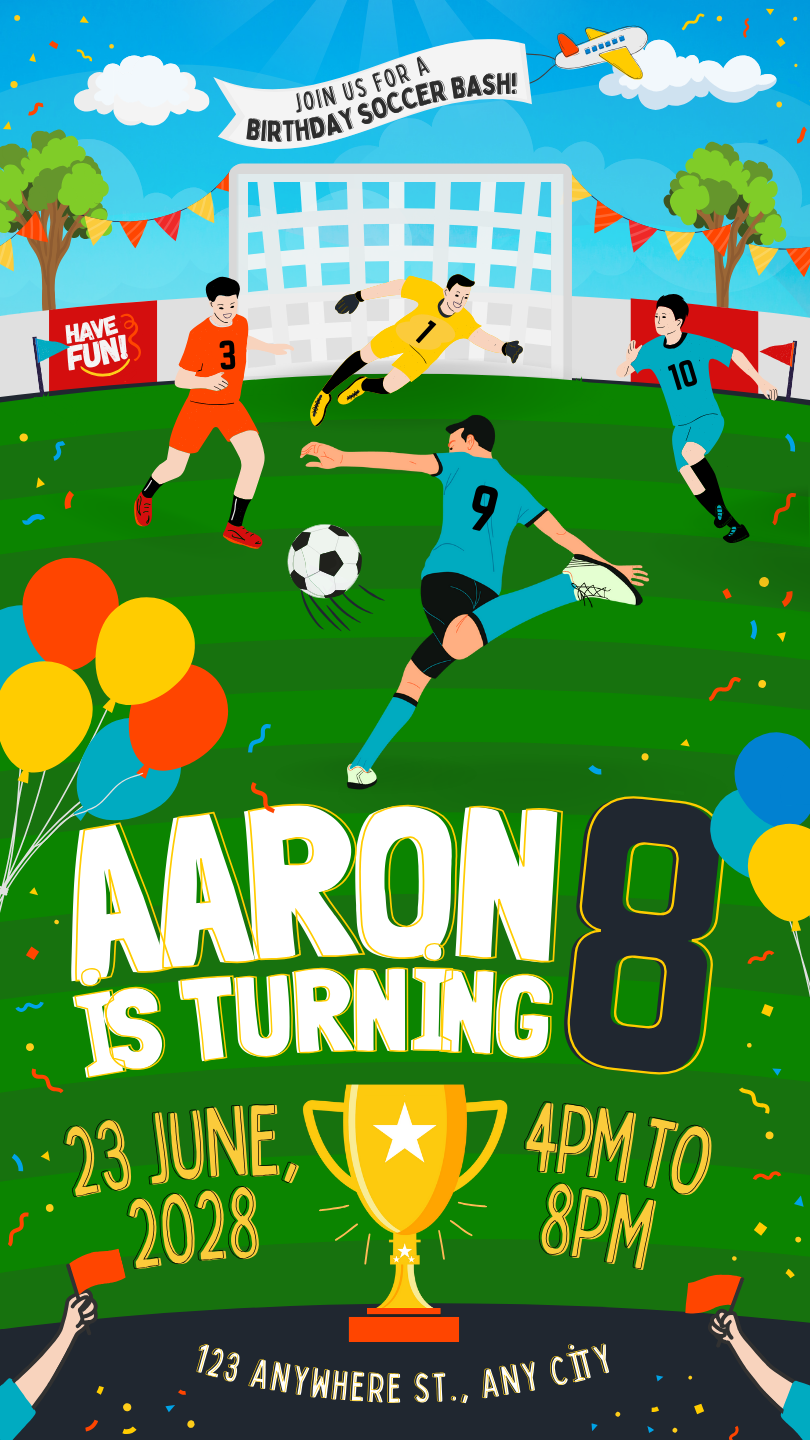 JOIN US FOR A
BIRTHDAY SOCCER BASH!
HAVE
FUN!
3
1
10
9
AARON
iS TURNING
8
23 JUNE,
2028
4PM TO
8PM
123 ANYWHERE ST., ANY CITY